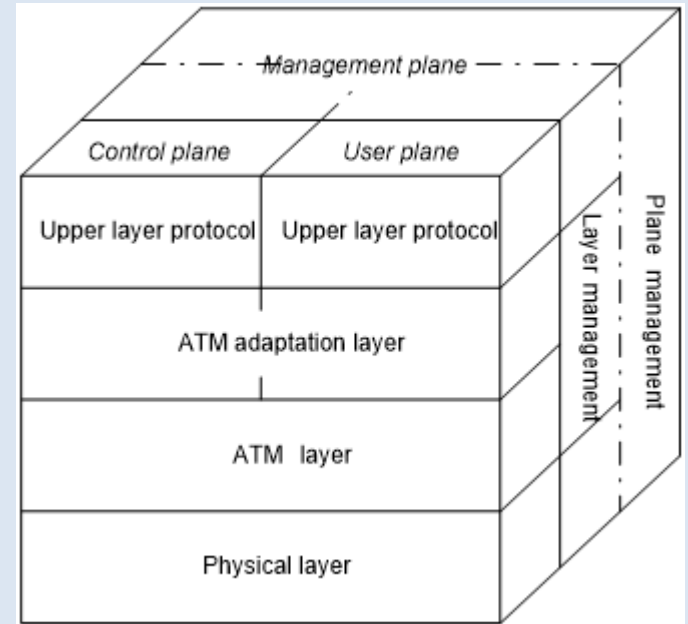 Management plane
Control plane
User plane
Upper layer protocol
Upper layer protocol
ATM adaptation layer
ATM layer
Physical layer
Layer management
Plane management